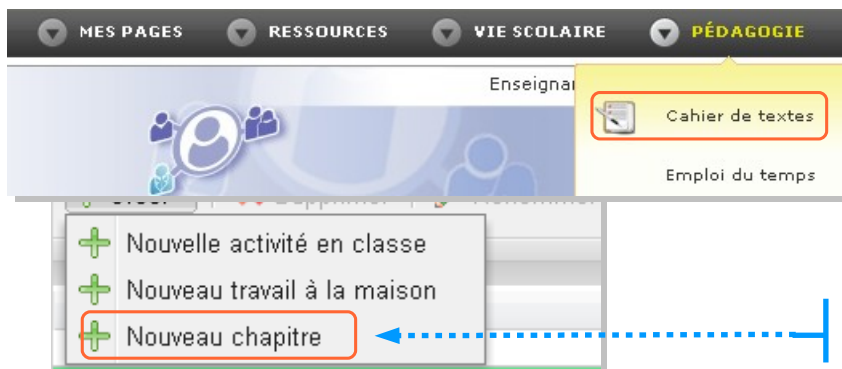 MES PAGES RESSOURCES VIE SCOLAIRE PÉDAGOGIE
Enseignan
Cahier de textes
Emploi du temps
Nouvelle activité en classe
Nouveau travail à la maison
Nouveau chapitre